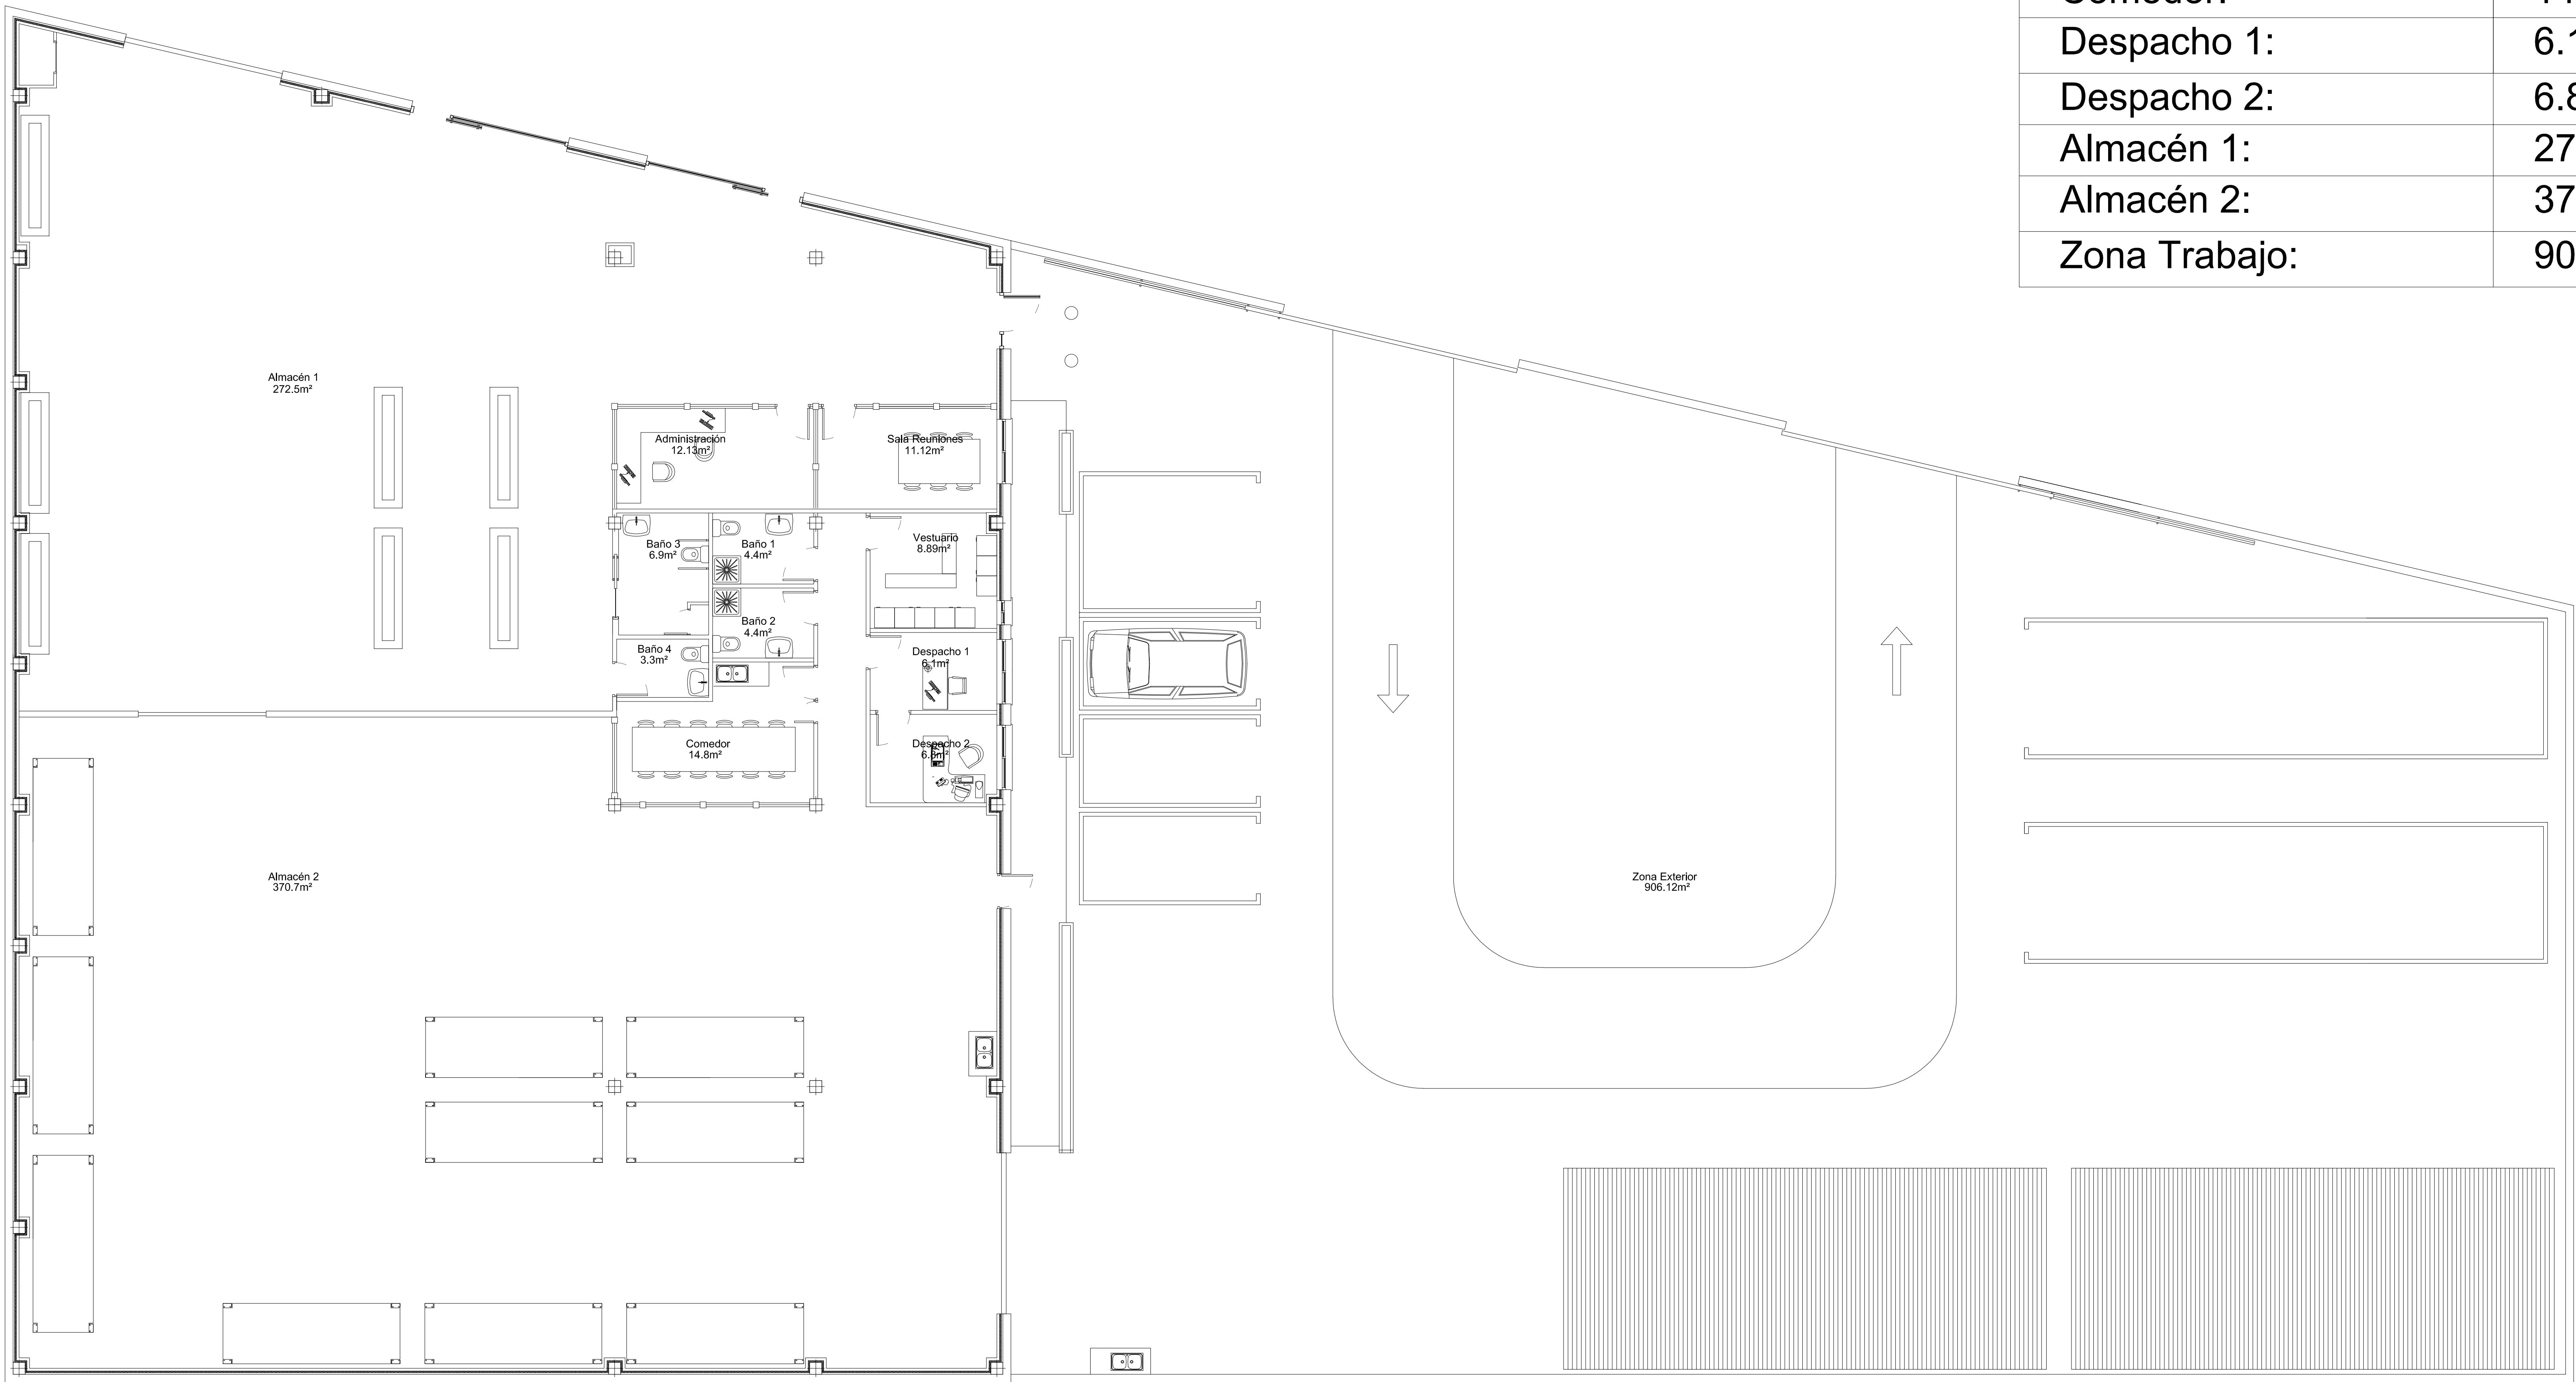 Despacho 1:
6.1
Despacho 2:
6.8
Almacén 1:
27
Almacén 2:
37
Zona Trabajo:
90
Almacén 1
272.5m²
Administración
12.13m²
Sala Reuniones
11.12m²
Baño 3
6.9m²
Baño 1
4.4m²
Vestuario
8.89m²
Baño 2
4.4m²
Baño 4
3.3m²
Despacho 1
6.1m²
Comedor
14.8m²
Despacho 2
6.8m²
Almacén 2
370.7m²
Zona Exterior
906.12m²